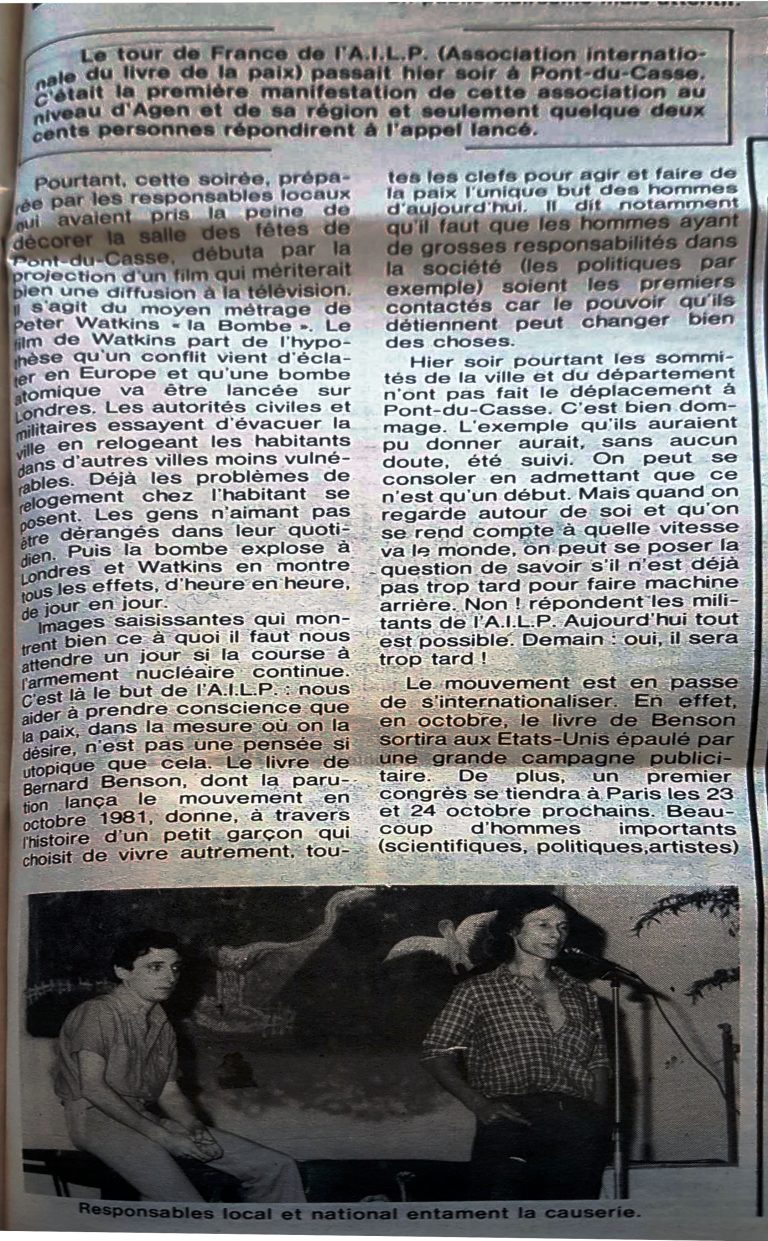 Le tour de France de l'A.I.L.P. (Association internatio-
nale du livre de la paix) passait hier soir à Pont-du-Casse.
C'était la première manifestation de cette association au
niveau d'Agen et de sa région et seulement quelque deux
cents personnes répondirent à l'appel lancé.
Pourtant, cette soirée, prépa-
rée par les responsables locaux
qui avaient pris la peine de
décorer la salle des fêtes de
Pont-du-Casse, débuta par la
projection d'un film qui mériterait
bien une diffusion à la télévision.
Il s'agit du moyen métrage de
Peter Watkins « la Bombe ». Le
film de Watkins part de l'hypo-
thèse qu'un conflit vient d'écla-
ter en Europe et qu'une bombe
atomique va être lancée sur
Londres. Les autorités civiles et
militaires essayent d'évacuer la
ville en relogeant les habitants
dans d'autres villes moins vulné-
rables. Déjà les problèmes de
relogement chez l'habitant se
posent. Les gens n'aimant pas
être dérangés dans leur quoti-
dien. Puis la bombe explose à
Londres et Watkins en montre
tous les effets, d'heure en heure,
de jour en jour.
Images saisissantes qui mon-
trent bien ce à quoi il faut nous
attendre un jour si la course à
l'armement nucléaire continue.
C'est là le but de l'A.I.L.P. : nous
aider à prendre conscience que
la paix, dans la mesure où on la
désire, n'est pas une pensée si
utopique que cela. Le livre de
Bernard Benson, dont la paru-
tion lança le mouvement en
octobre 1981, donne, à travers
l'histoire d'un petit garçon qui
choisit de vivre autrement, tou-
tes les clefs pour agir et faire de
la paix l'unique but des hommes
d'aujourd'hui. Il dit notamment
qu'il faut que les hommes ayant
de grosses responsabilités dans
la société (les politiques par
exemple) soient les premiers
contactés car le pouvoir qu'ils
détiennent peut changer bien
des choses.
Hier soir pourtant les sommi-
tés de la ville et du département
n'ont pas fait le déplacement à
Pont-du-Casse. C'est bien dom-
mage. L'exemple qu'ils auraient
pu donner aurait, sans aucun
doute, été suivi. On peut se
consoler en admettant que ce
n'est qu'un début. Mais quand on
regarde autour de soi et qu'on
se rend compte à quelle vitesse
va le monde, on peut se poser la
question de savoir s'il n'est déjà
pas trop tard pour faire machine
arrière. Non ! répondent les mili-
tants de l'A.I.L.P. Aujourd'hui tout
est possible. Demain : oui, il sera
trop tard !
Le mouvement est en passe
de s'internationaliser. En effet,
en octobre, le livre de Benson
sortira aux Etats-Unis épaulé par
une grande campagne publici-
taire. De plus, un premier
congrès se tiendra à Paris les 23
et 24 octobre prochains. Beau-
coup d'hommes importants
(scientifiques, politiques,artistes)
Responsables local et national entament la causerie.